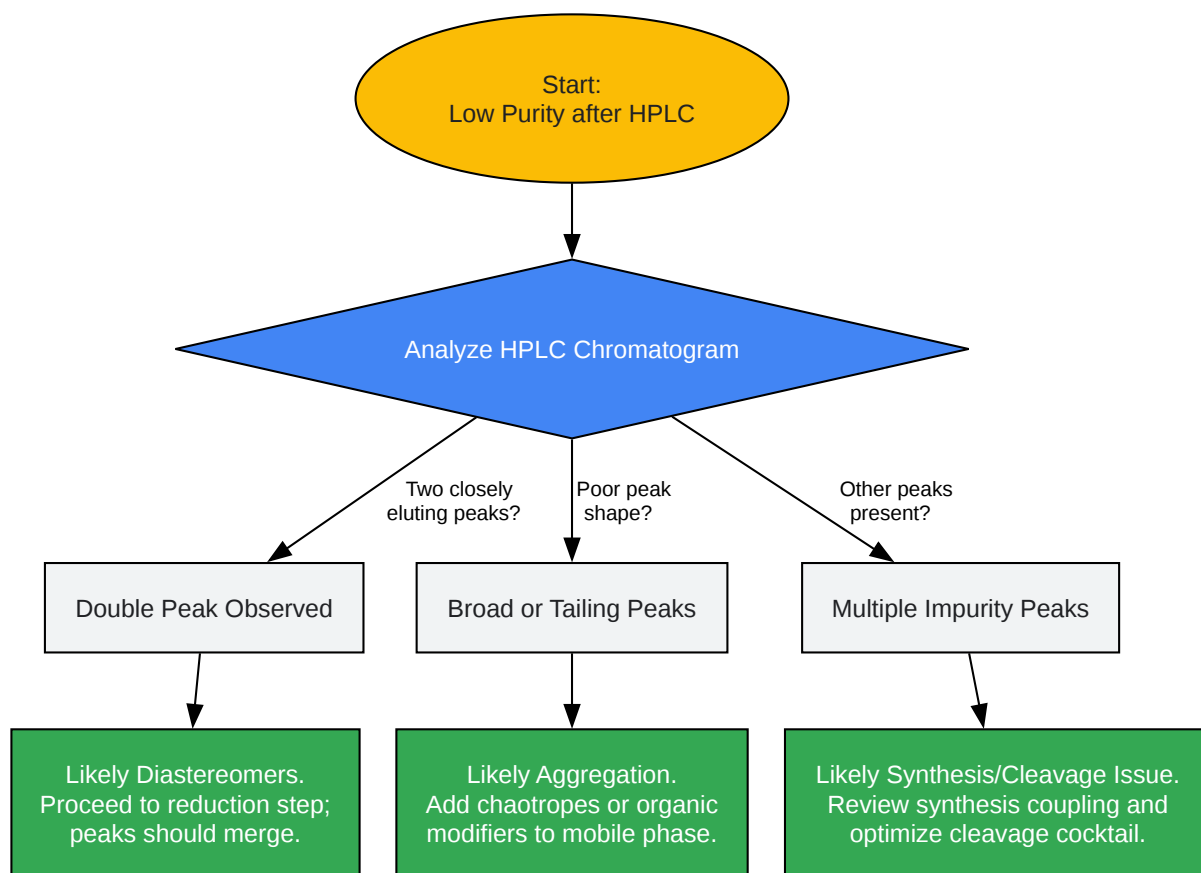 Start:
Low Purity after HPLC
Analyze HPLC Chromatogram
Two closely
eluting peaks?
Poor peak
shape?
Other peaks
present?
Double Peak Observed
Broad or Tailing Peaks
Multiple Impurity Peaks
Likely Diastereomers.
Proceed to reduction step;
peaks should merge.
Likely Aggregation.
Add chaotropes or organic
modifiers to mobile phase.
Likely Synthesis/Cleavage Issue.
Review synthesis coupling and
optimize cleavage cocktail.